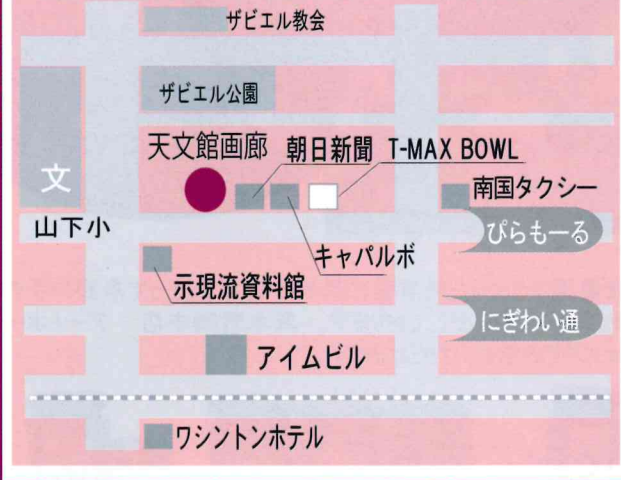 ザビエル教会
ザビエル公園
天文館画廊
朝日新聞
T-MAX BOWL
文
南国タクシー
山下小
ぴらもーる
キャパルボ
示現流資料館
にぎわい通
アイムビル
ワシントンホテル